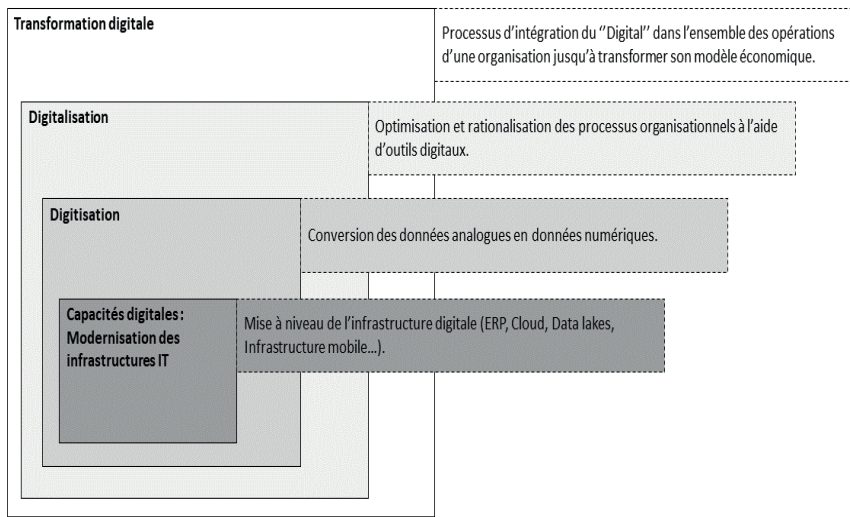 Transformation digitale
Processus d’intégration du ‘’Digital’’ dans l’ensemble des opérations
d’une organisation jusqu’à transformer son modèle économique.
Digitalisation
Optimisation et rationalisation des processus organisationnels à l’aide
d’outils digitaux.
Digitisation
Conversion des données analogues en données numériques.
Capacités digitales :
Modernisation des
infrastructures IT
Mise à niveau de l’infrastructure digitale (ERP, Cloud, Data lakes,
Infrastructure mobile…).